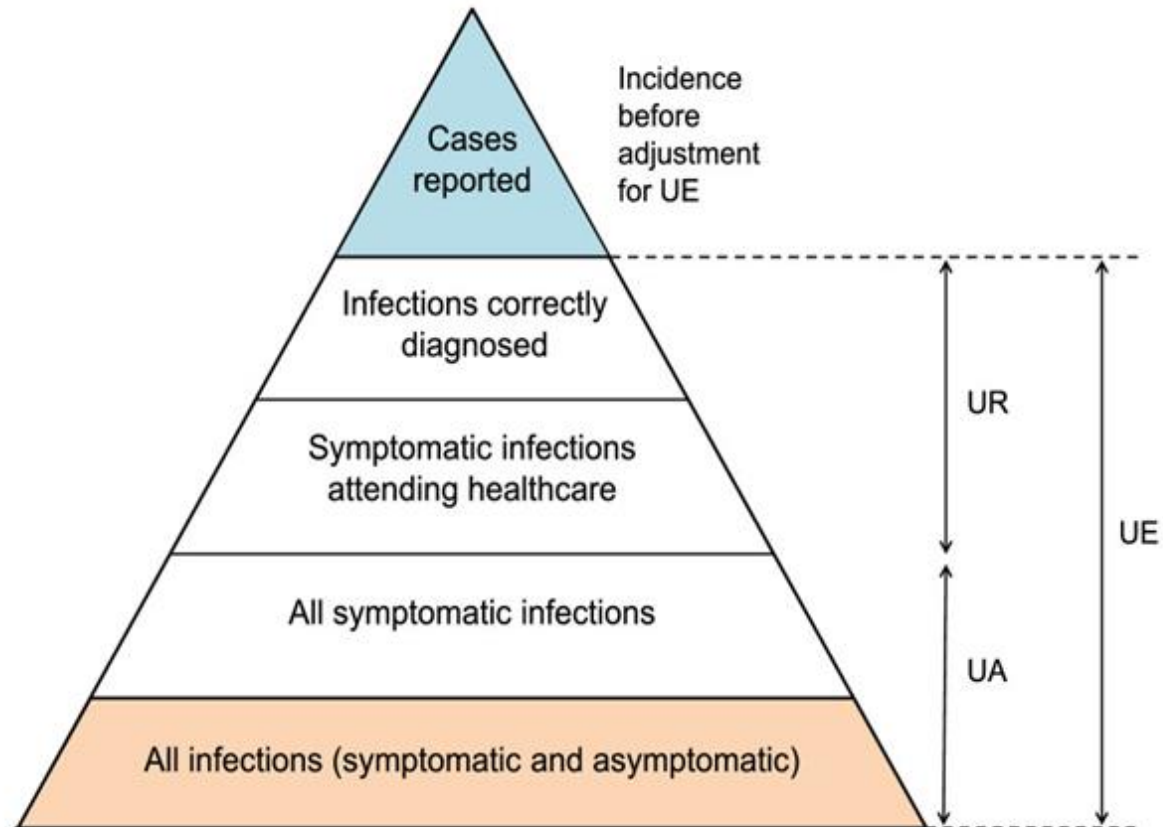 Cases
reported
Incidence
before
adjustment
for UE
Infections correctly
diagnosed
UR
Symptomatic infections
attending healthcare
UE
All symptomatic infections
UA
All infections (symptomatic and asymptomatic)